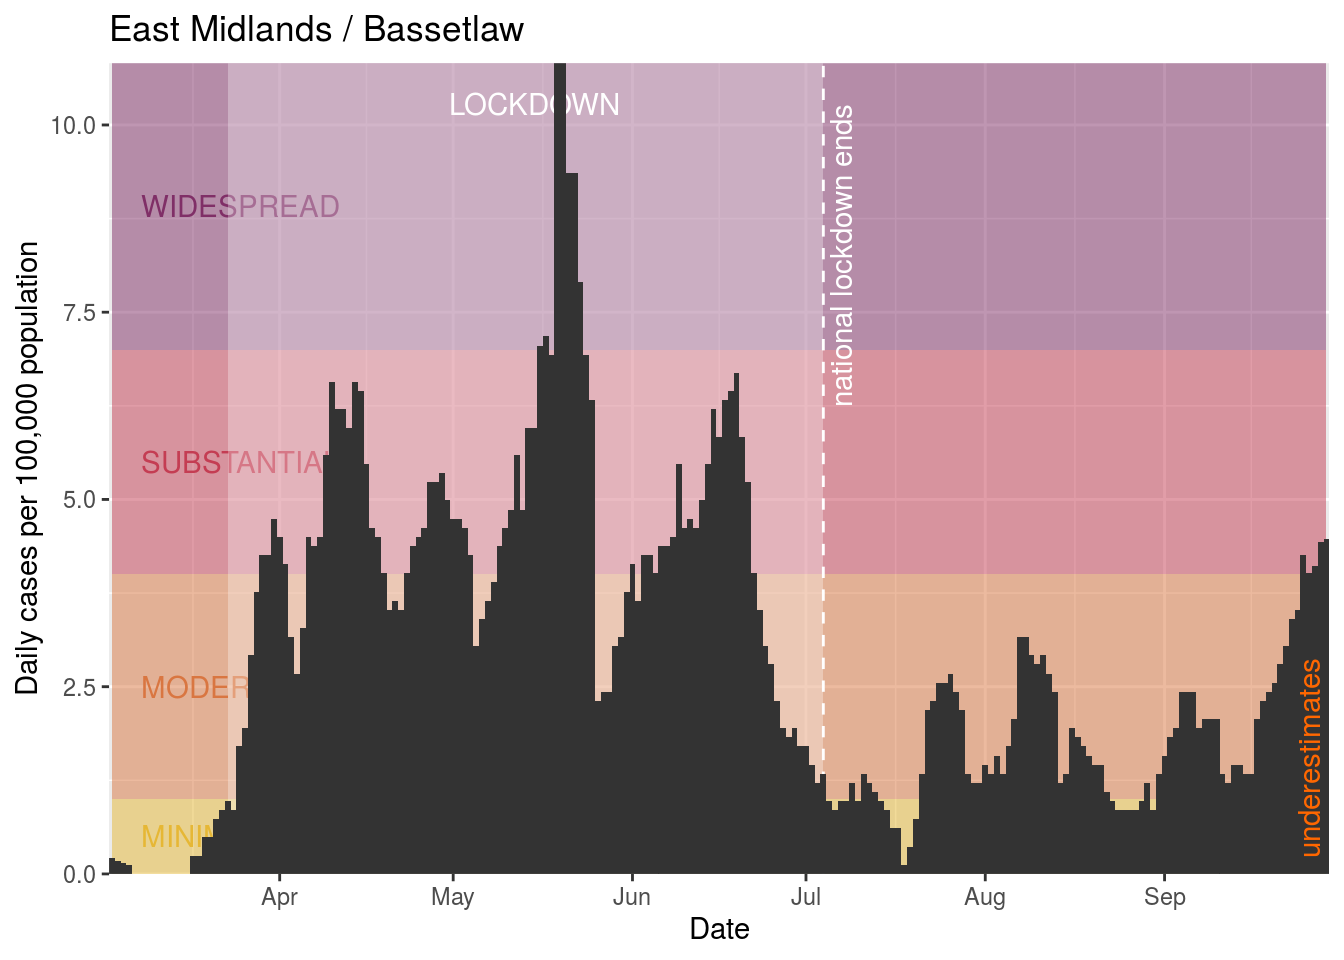 East Midlands / Bassetlaw
LOCKDOWN
10.0
WIDESPREAD
national lockdown ends
7.5
Daily cases per 100,000 population
SUBSTANTIA
5.0
MODER
2.5
underestimates
MINIM
0.0
Apr May Jun Jul Aug Sep
Date